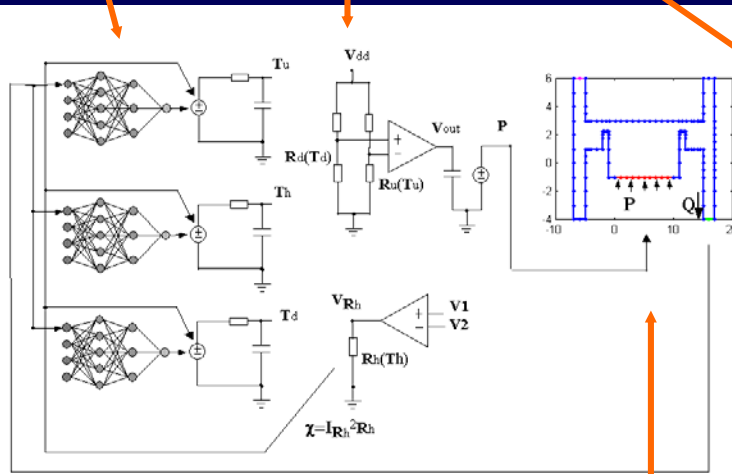 Tu
Th
Td
Vdd
Rd(Td)
Ru(Tu)
+
−
Vout
P
±
±
±
±
VRh
Rh(Th)
+
−
V1
V2
χ=IRh²Rh
6
4
2
0
-2
-4
-10
0
10
20
P
Q